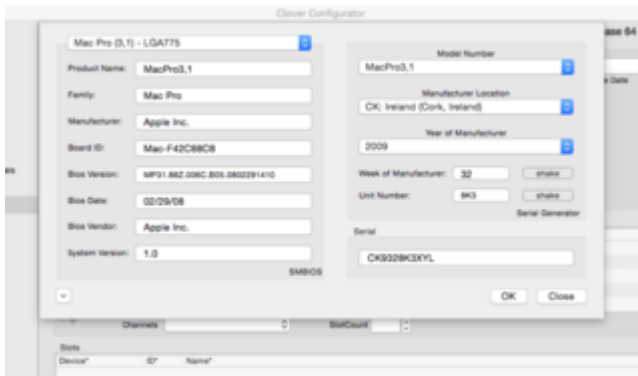 Clover Configurator
ase 64
Mac Pro (3,1) - LGA775
Product Name: MacPro3,1
Family: Mac Pro
Manufacturer: Apple Inc.
Board ID: Mac-F42C88C8
Bios Version: MP31.88Z.006C.B05.0802291410
Bios Date: 02/29/08
Bios Vendor: Apple Inc.
System Version: 1.0
SMBIOS
Model Number
MacPro3,1
Manufacturer Location
CK: Ireland (Cork, Ireland)
Year of Manufacturer
2009
Week of Manufacturer: 32 shake
Unit Number: 8K3 shake
Serial Generator
Serial
CK9328K3XYL
OK Close
e Date
es
Channels
SlotCount
Slots
Device* ID* Name*